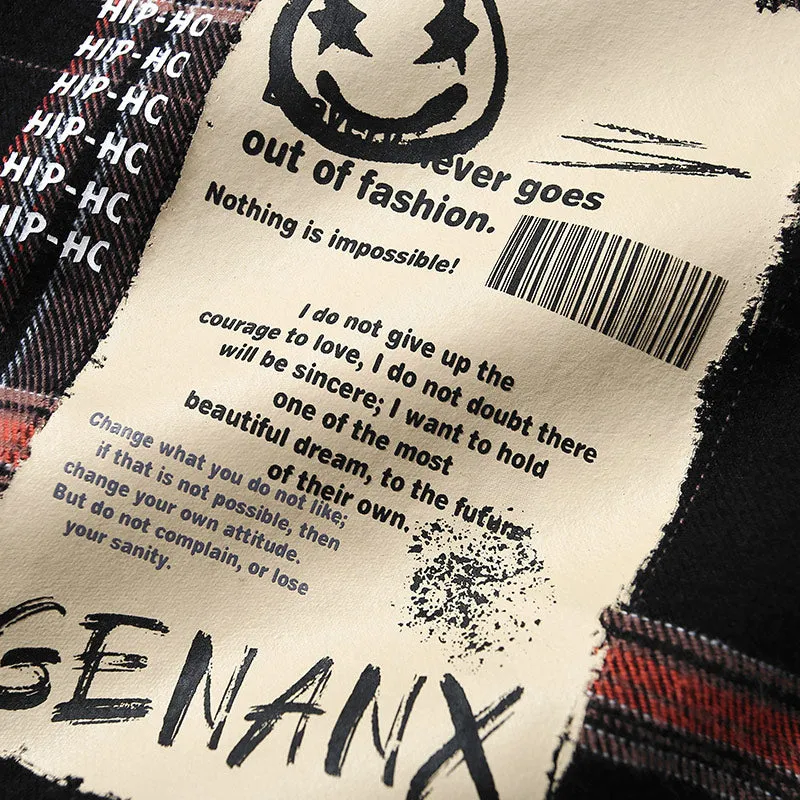 HIP-HO
HIP-HC
HIP-HC
HIP-HC
HIP-HC
HIP-HC
never goes
out of fashion.
Nothing is impossible!
I do not give up the
courage to love, I do not doubt there
will be sincere; I want to hold
one of the most
beautiful dream, to the future
of their own.
Change what you do not like;
if that is not possible, then
change your own attitude.
But do not complain, or lose
your sanity.
GENANX